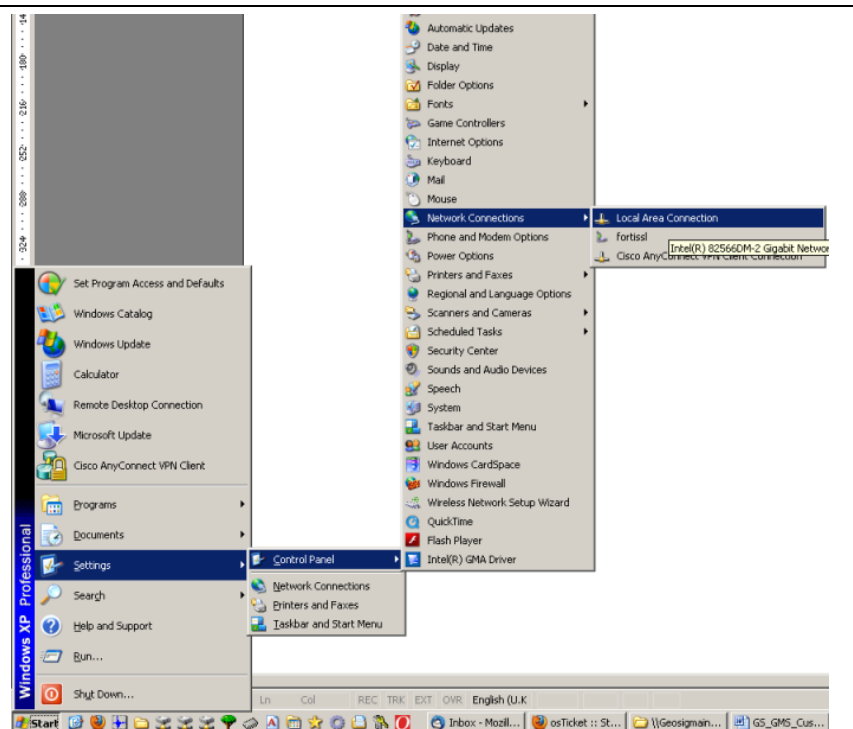 14
180
216
252
288
324
Automatic Updates
Date and Time
Display
Folder Options
Fonts
Game Controllers
Internet Options
Keyboard
Mail
Mouse
Network Connections
Phone and Modem Options
Power Options
Printers and Faxes
Regional and Language Options
Scanners and Cameras
Scheduled Tasks
Security Center
Sounds and Audio Devices
Speech
System
Taskbar and Start Menu
User Accounts
Windows CardSpace
Windows Firewall
Wireless Network Setup Wizard
QuickTime
Flash Player
Intel(R) GMA Driver
Local Area Connection
fortissl
Intel(R) 82566DM-2 Gigabit Networ
Cisco AnyConnect VPN Client Connection
Set Program Access and Defaults
Windows Catalog
Windows Update
Calculator
Remote Desktop Connection
Microsoft Update
Cisco AnyConnect VPN Client
Programs
Documents
Settings
Search
Help and Support
Run...
Shut Down...
Windows XP Professional
Control Panel
Network Connections
Printers and Faxes
Taskbar and Start Menu
Ln Col REC TRK EXT OVR English (U.K
Start Inbox - Mozill... osTicket :: St... \\Geosigmain... GS_GMS_Cus...